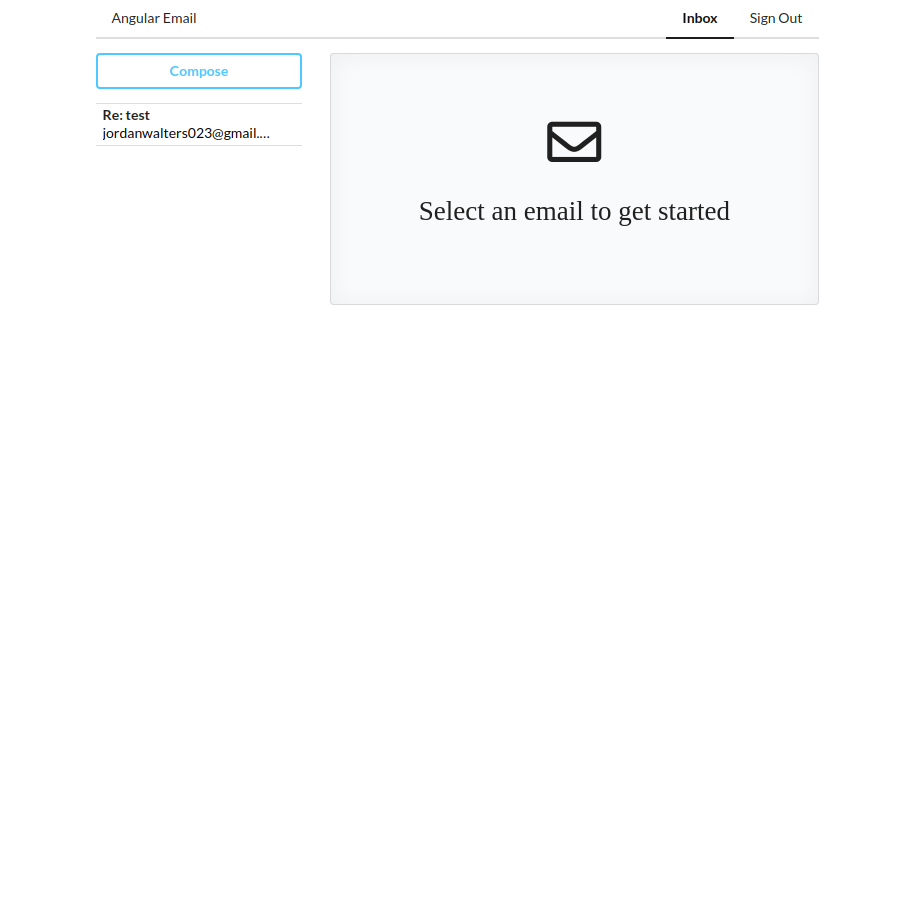 Angular Email
Inbox
Sign Out
Compose
Re: test
jordanwalters023@gmail....
Select an email to get started